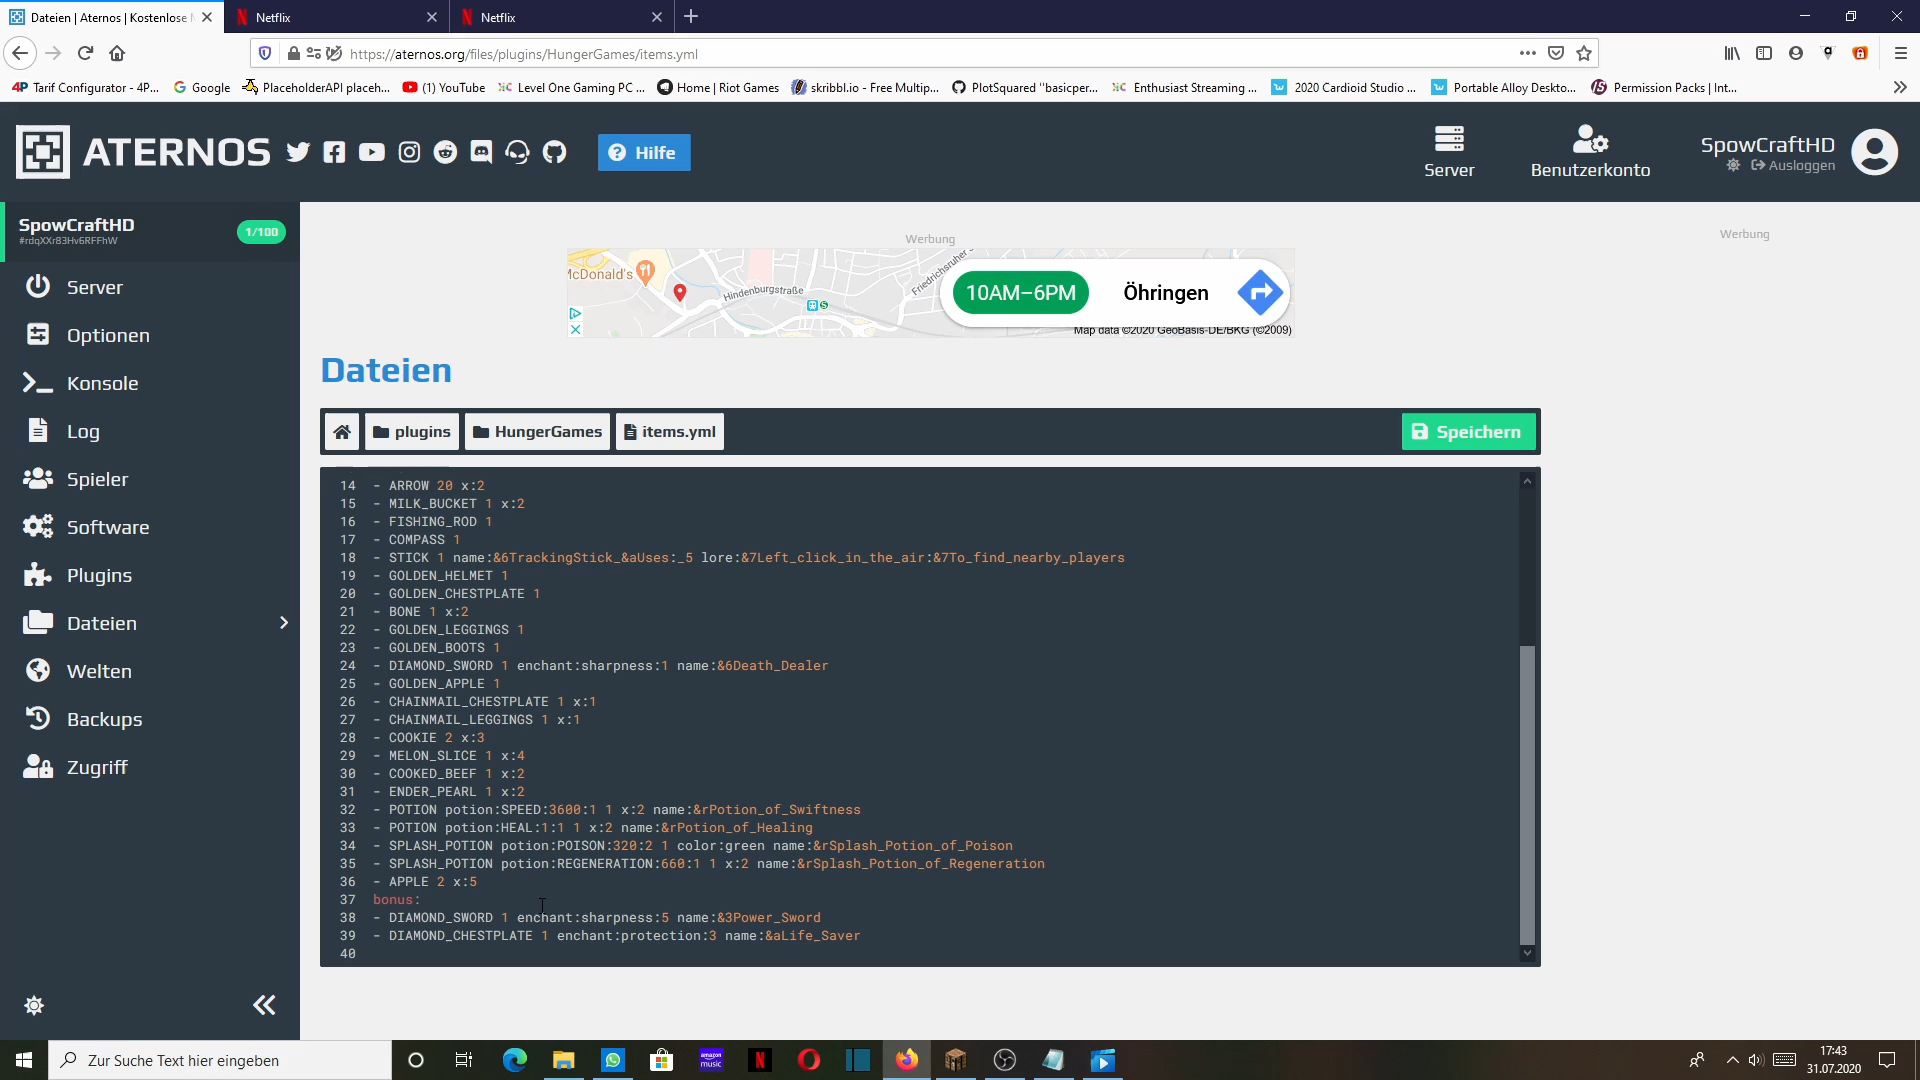 Dateien | Aternos | Kostenlose
Netflix
Netflix
https://aternos.org/files/plugins/HungerGames/items.yml
4P Tarif Configurator - 4P...
Google
PlaceholderAPI placeh...
(1) YouTube
Level One Gaming PC ...
Home | Riot Games
skribbl.io - Free Multip...
PlotSquared "basicper...
Enthusiast Streaming ...
2020 Cardioid Studio ...
Portable Alloy Deskto...
Permission Packs | Int...
ATERNOS
Hilfe
Server
Benutzerkonto
SpowCraftHD
Ausloggen
SpowCraftHD
#rdqXXr83Hv6RFFhW
1/100
Server
Optionen
Konsole
Log
Spieler
Software
Plugins
Dateien
Welten
Backups
Zugriff
Werbung
Werbung
McDonald's
Hindenburgstraße
Friedrichsruher
10AM–6PM
Öhringen
Map data ©2020 GeoBasis-DE/BKG (©2009)
Dateien
plugins
HungerGames
items.yml
Speichern
14 - ARROW 20 x:2
15 - MILK_BUCKET 1 x:2
16 - FISHING_ROD 1
17 - COMPASS 1
18 - STICK 1 name:&6TrackingStick_&aUses:_5 lore:&7Left_click_in_the_air:&7To_find_nearby_players
19 - GOLDEN_HELMET 1
20 - GOLDEN_CHESTPLATE 1
21 - BONE 1 x:2
22 - GOLDEN_LEGGINGS 1
23 - GOLDEN_BOOTS 1
24 - DIAMOND_SWORD 1 enchant:sharpness:1 name:&6Death_Dealer
25 - GOLDEN_APPLE 1
26 - CHAINMAIL_CHESTPLATE 1 x:1
27 - CHAINMAIL_LEGGINGS 1 x:1
28 - COOKIE 2 x:3
29 - MELON_SLICE 1 x:4
30 - COOKED_BEEF 1 x:2
31 - ENDER_PEARL 1 x:2
32 - POTION potion:SPEED:3600:1 1 x:2 name:&rPotion_of_Swiftness
33 - POTION potion:HEAL:1:1 1 x:2 name:&rPotion_of_Healing
34 - SPLASH_POTION potion:POISON:320:2 1 color:green name:&rSplash_Potion_of_Poison
35 - SPLASH_POTION potion:REGENERATION:660:1 1 x:2 name:&rSplash_Potion_of_Regeneration
36 - APPLE 2 x:5
37 bonus:
38 - DIAMOND_SWORD 1 enchant:sharpness:5 name:&3Power_Sword
39 - DIAMOND_CHESTPLATE 1 enchant:protection:3 name:&aLife_Saver
40
Zur Suche Text hier eingeben
amazon music
17:43
31.07.2020